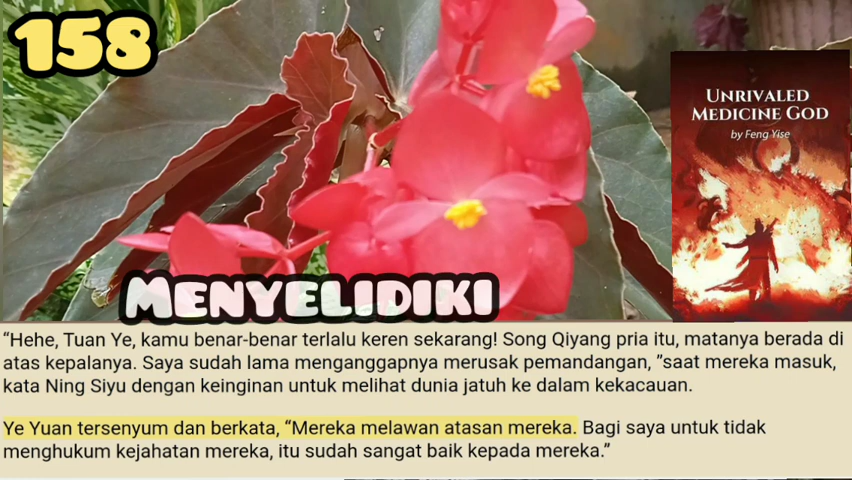 158
UNRIVALED
MEDICINE GOD
by Feng Yise
MENYELIDIKI
“Hehe, Tuan Ye, kamu benar-benar terlalu keren sekarang! Song Qiyang pria itu, matanya berada di
atas kepalanya. Saya sudah lama menganggapnya merusak pemandangan, ”saat mereka masuk,
kata Ning Siyu dengan keinginan untuk melihat dunia jatuh ke dalam kekacauan.
Ye Yuan tersenyum dan berkata, “Mereka melawan atasan mereka. Bagi saya untuk tidak
menghukum kejahatan mereka, itu sudah sangat baik kepada mereka.”